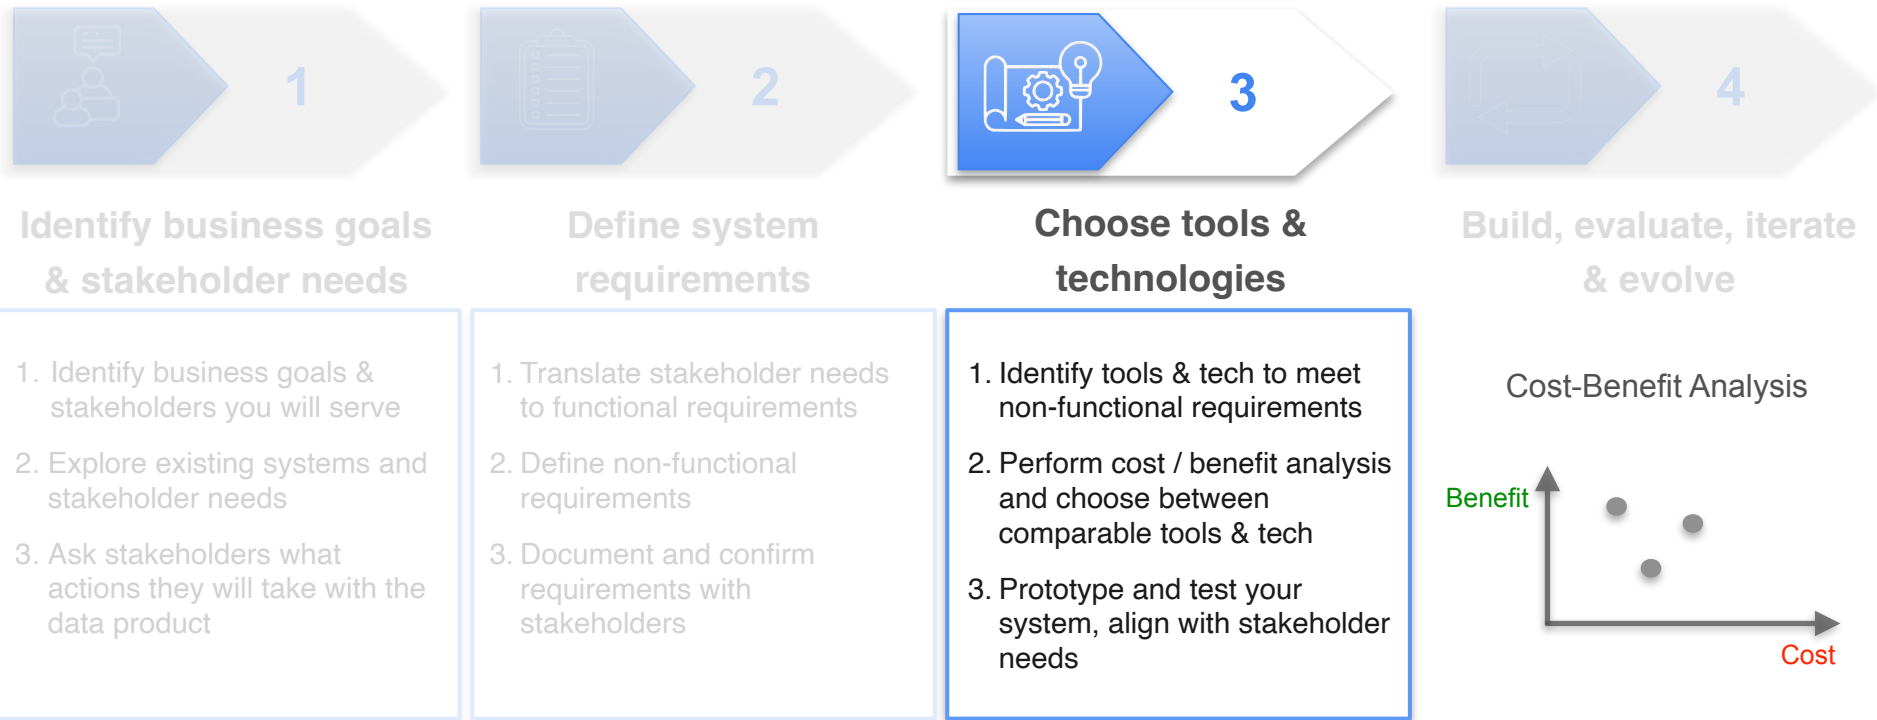 1
Identify business goals
& stakeholder needs
1. Identify business goals &
stakeholders you will serve
2. Explore existing systems and
stakeholder needs
3. Ask stakeholders what
actions they will take with the
data product
2
Define system
requirements
1. Translate stakeholder needs
to functional requirements
2. Define non-functional
requirements
3. Document and confirm
requirements with
stakeholders
3
Choose tools &
technologies
1. Identify tools & tech to meet
non-functional requirements
2. Perform cost / benefit analysis
and choose between
comparable tools & tech
3. Prototype and test your
system, align with stakeholder
needs
4
Build, evaluate, iterate
& evolve
Cost-Benefit Analysis
Benefit
Cost